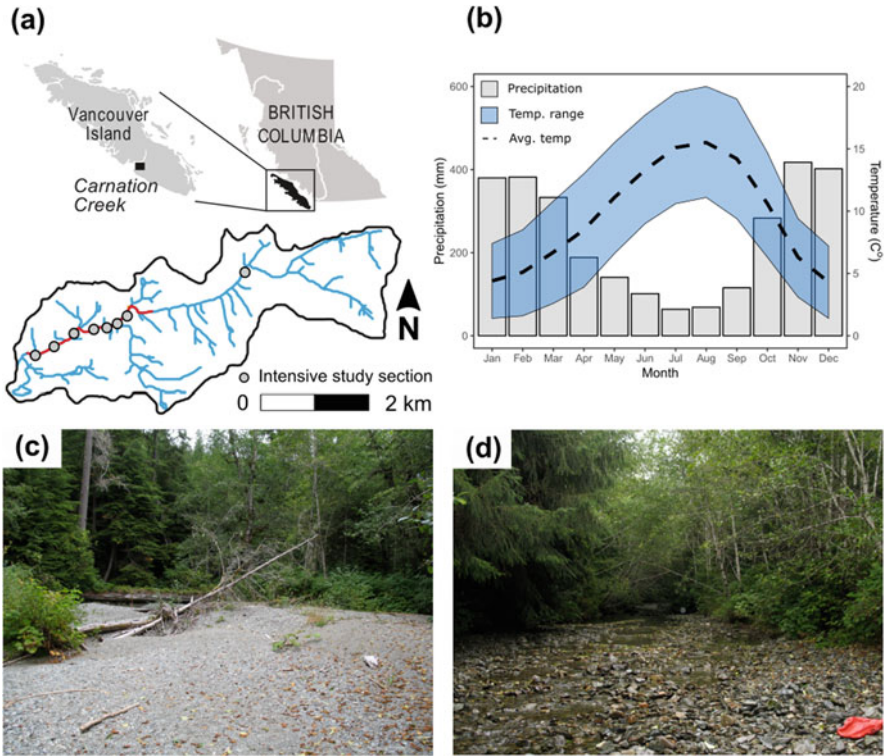 (a)
Vancouver
Island
Carnation
Creek
BRITISH
COLUMBIA
N
Intensive study section
0 2 km
(b)
Precipitation
Temp. range
Avg. temp
600
400
200
0
Precipitation (mm)
20
15
10
5
0
Temperature (C°)
Jan Feb Mar Apr May Jun Jul Aug Sep Oct Nov Dec
Month
(c)
(d)